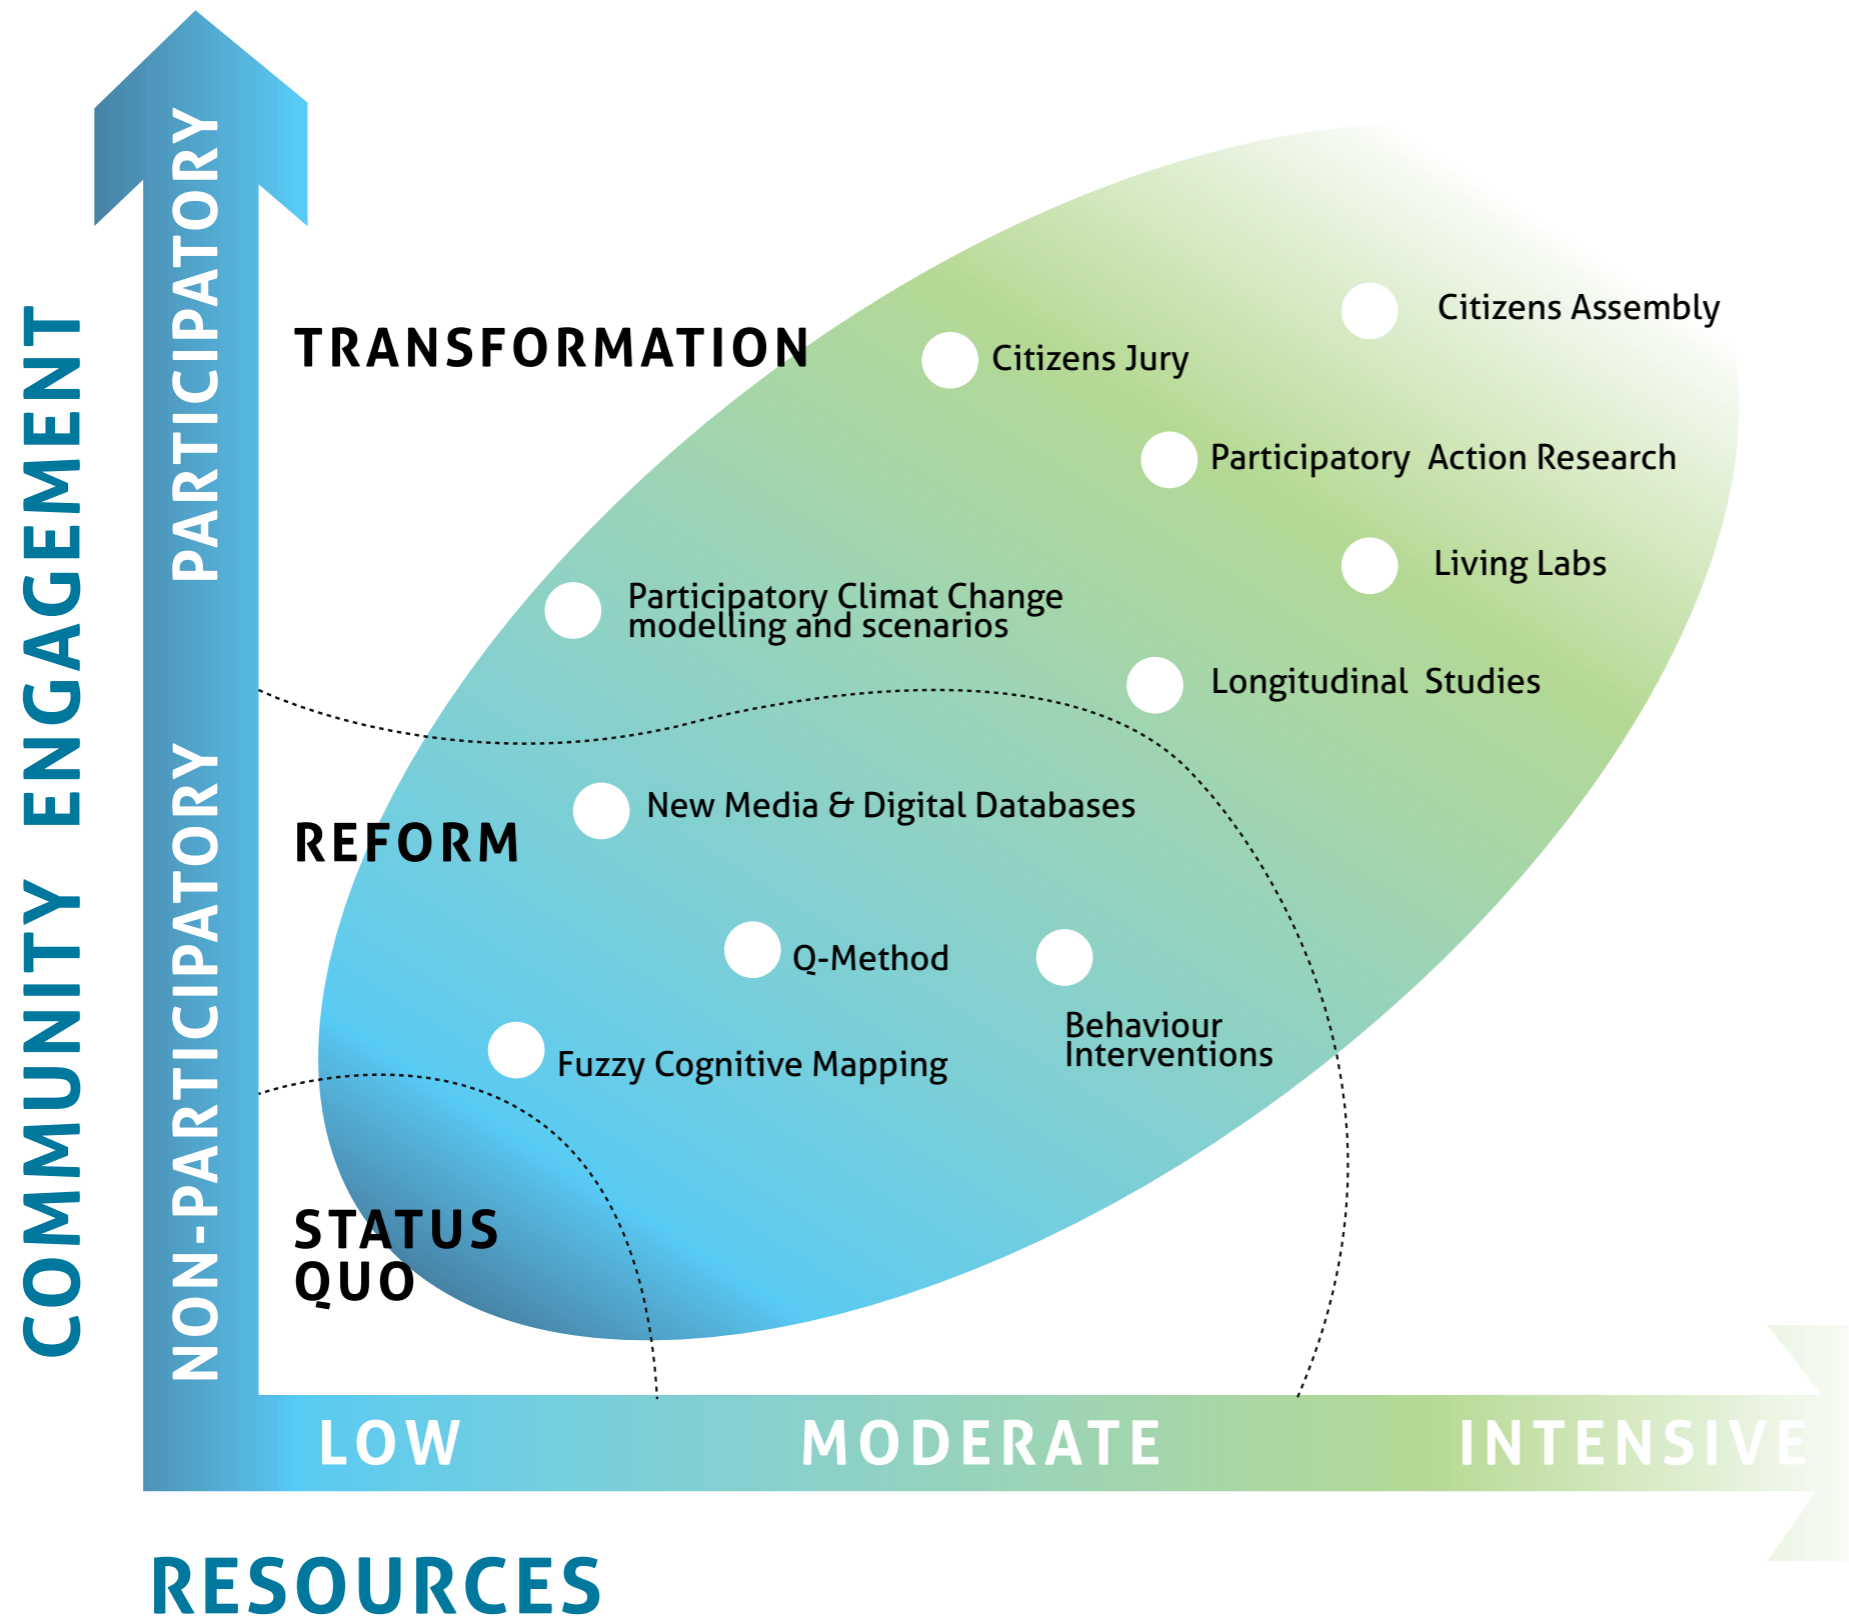 COMMUNITY ENGAGEMENT
PARTICIPATORY
NON-PARTICIPATORY
TRANSFORMATION
Citizens Assembly
Citizens Jury
Participatory Action Research
Living Labs
Participatory Climat Change
modelling and scenarios
Longitudinal Studies
REFORM
New Media & Digital Databases
Q-Method
Behaviour
Interventions
Fuzzy Cognitive Mapping
STATUS
QUO
LOW MODERATE INTENSIVE
RESOURCES